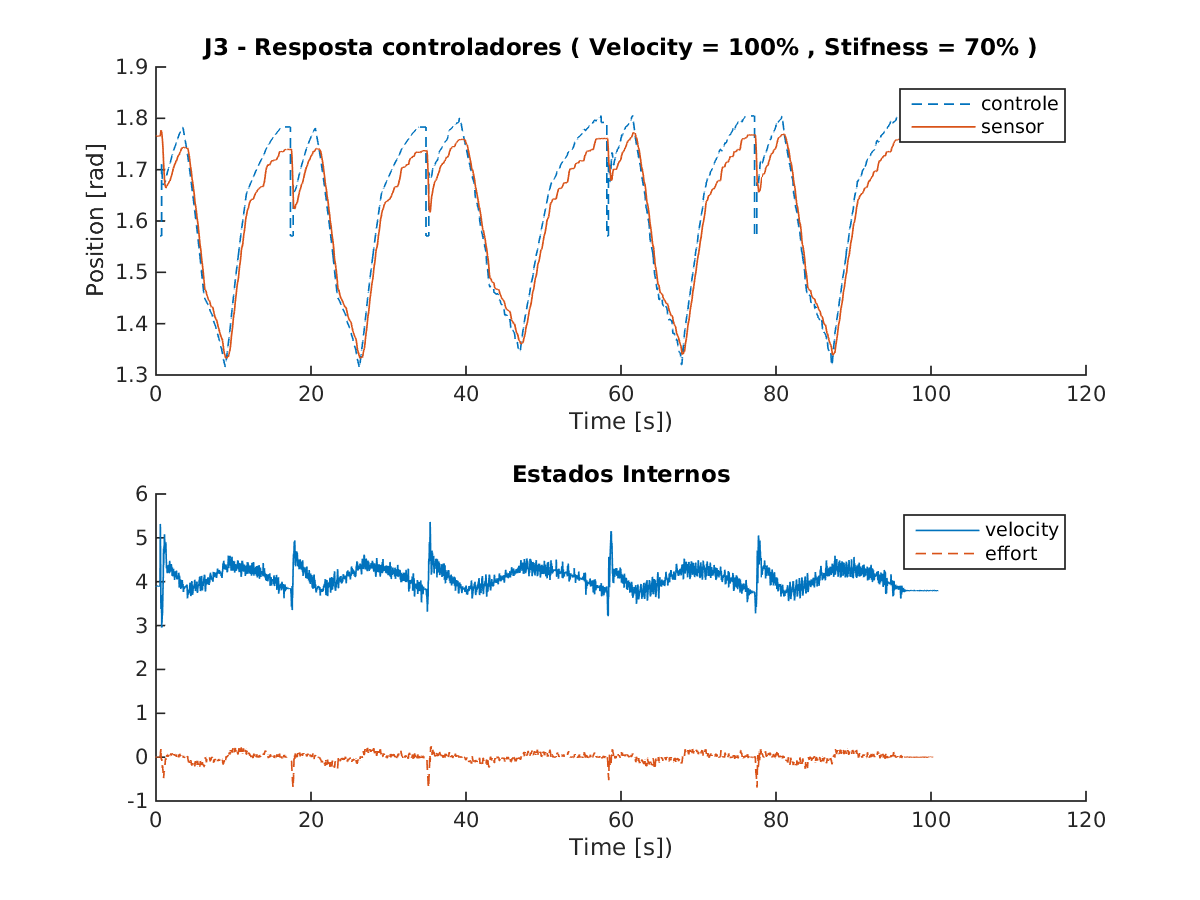 J3 - Resposta controladores ( Velocity = 100% , Stifness = 70% )
1.9
1.8
1.7
1.6
1.5
1.4
1.3
Position [rad]
controle
sensor
0 20 40 60 80 100 120
Time [s])
Estados Internos
6
5
4
3
2
1
0
-1
velocity
effort
0 20 40 60 80 100 120
Time [s])